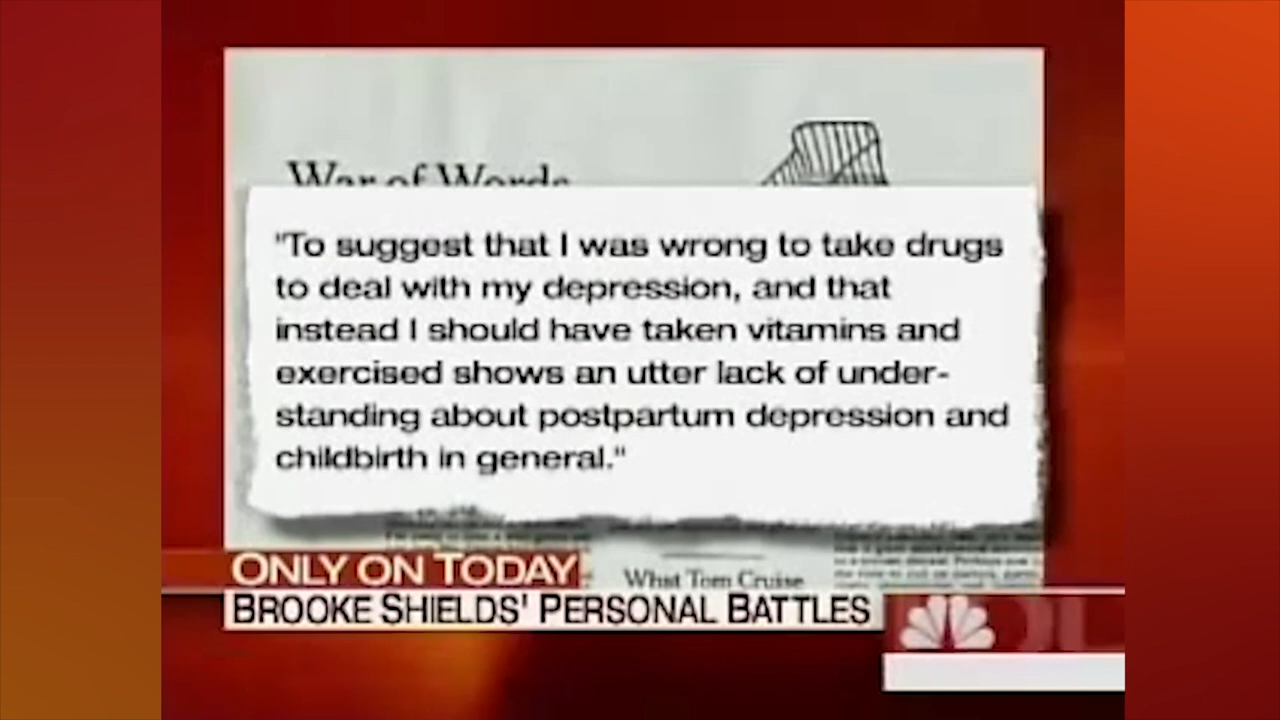 War of Words
"To suggest that I was wrong to take drugs
to deal with my depression, and that
instead I should have taken vitamins and
exercised shows an utter lack of under-
standing about postpartum depression and
childbirth in general."
What Tom Cruise
ONLY ON TODAY
BROOKE SHIELDS' PERSONAL BATTLES